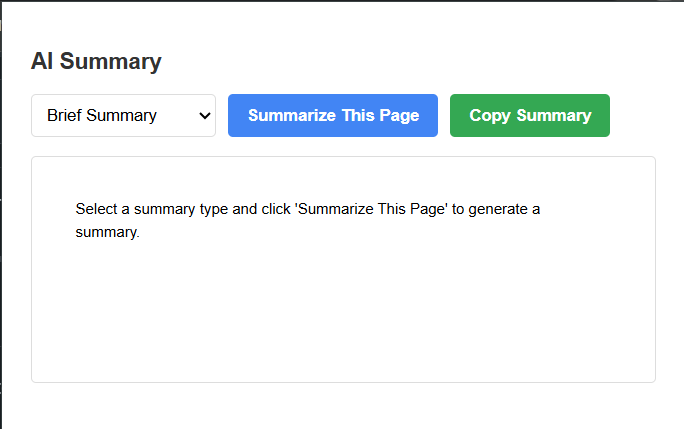 AI Summary
Brief Summary
Summarize This Page
Copy Summary
Select a summary type and click 'Summarize This Page' to generate a
summary.